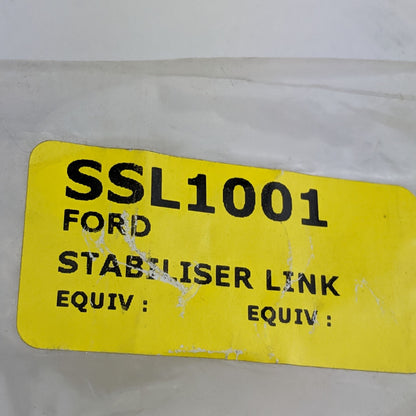 SSL1001
FORD
STABILISER LINK
EQUIV : EQUIV :